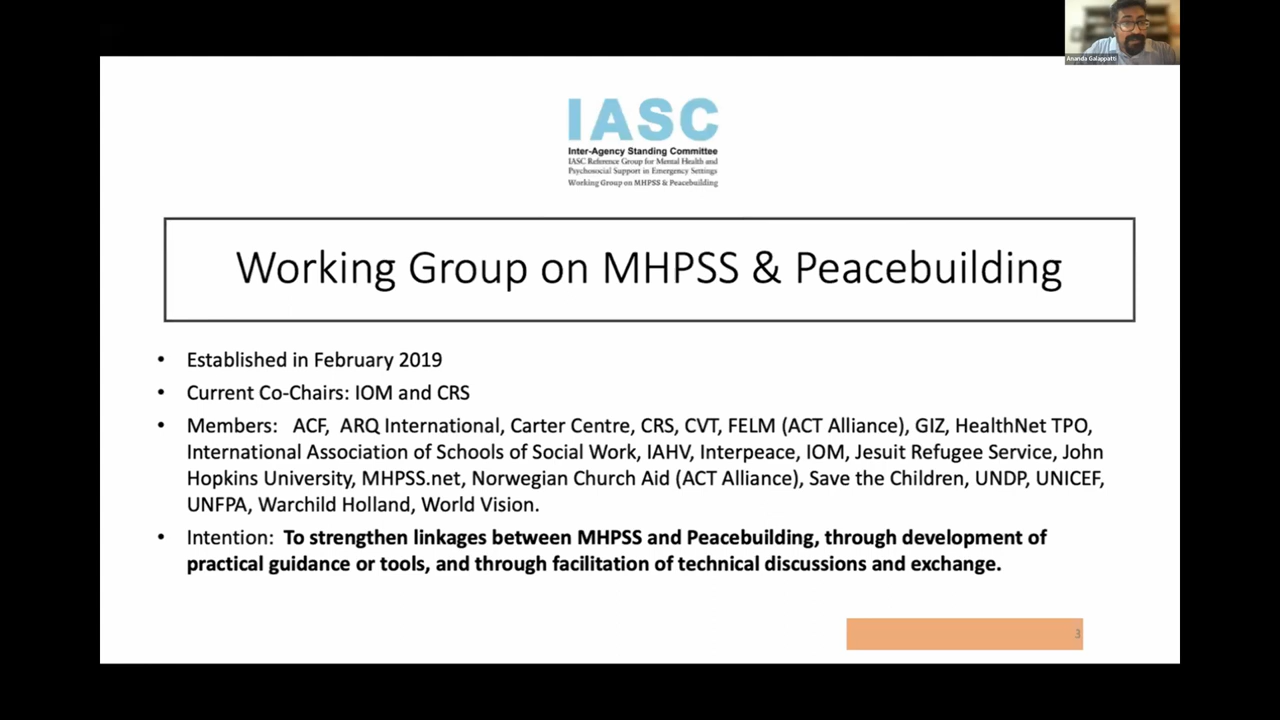 Ananda Galappatti
IASC
Inter-Agency Standing Committee
IASC Reference Group for Mental Health and
Psychosocial Support in Emergency Settings
Working Group on MHPSS & Peacebuilding
Working Group on MHPSS & Peacebuilding
• Established in February 2019
• Current Co-Chairs: IOM and CRS
• Members: ACF, ARQ International, Carter Centre, CRS, CVT, FELM (ACT Alliance), GIZ, HealthNet TPO,
International Association of Schools of Social Work, IAHV, Interpeace, IOM, Jesuit Refugee Service, John
Hopkins University, MHPSS.net, Norwegian Church Aid (ACT Alliance), Save the Children, UNDP, UNICEF,
UNFPA, Warchild Holland, World Vision.
• Intention: To strengthen linkages between MHPSS and Peacebuilding, through development of
practical guidance or tools, and through facilitation of technical discussions and exchange.
3